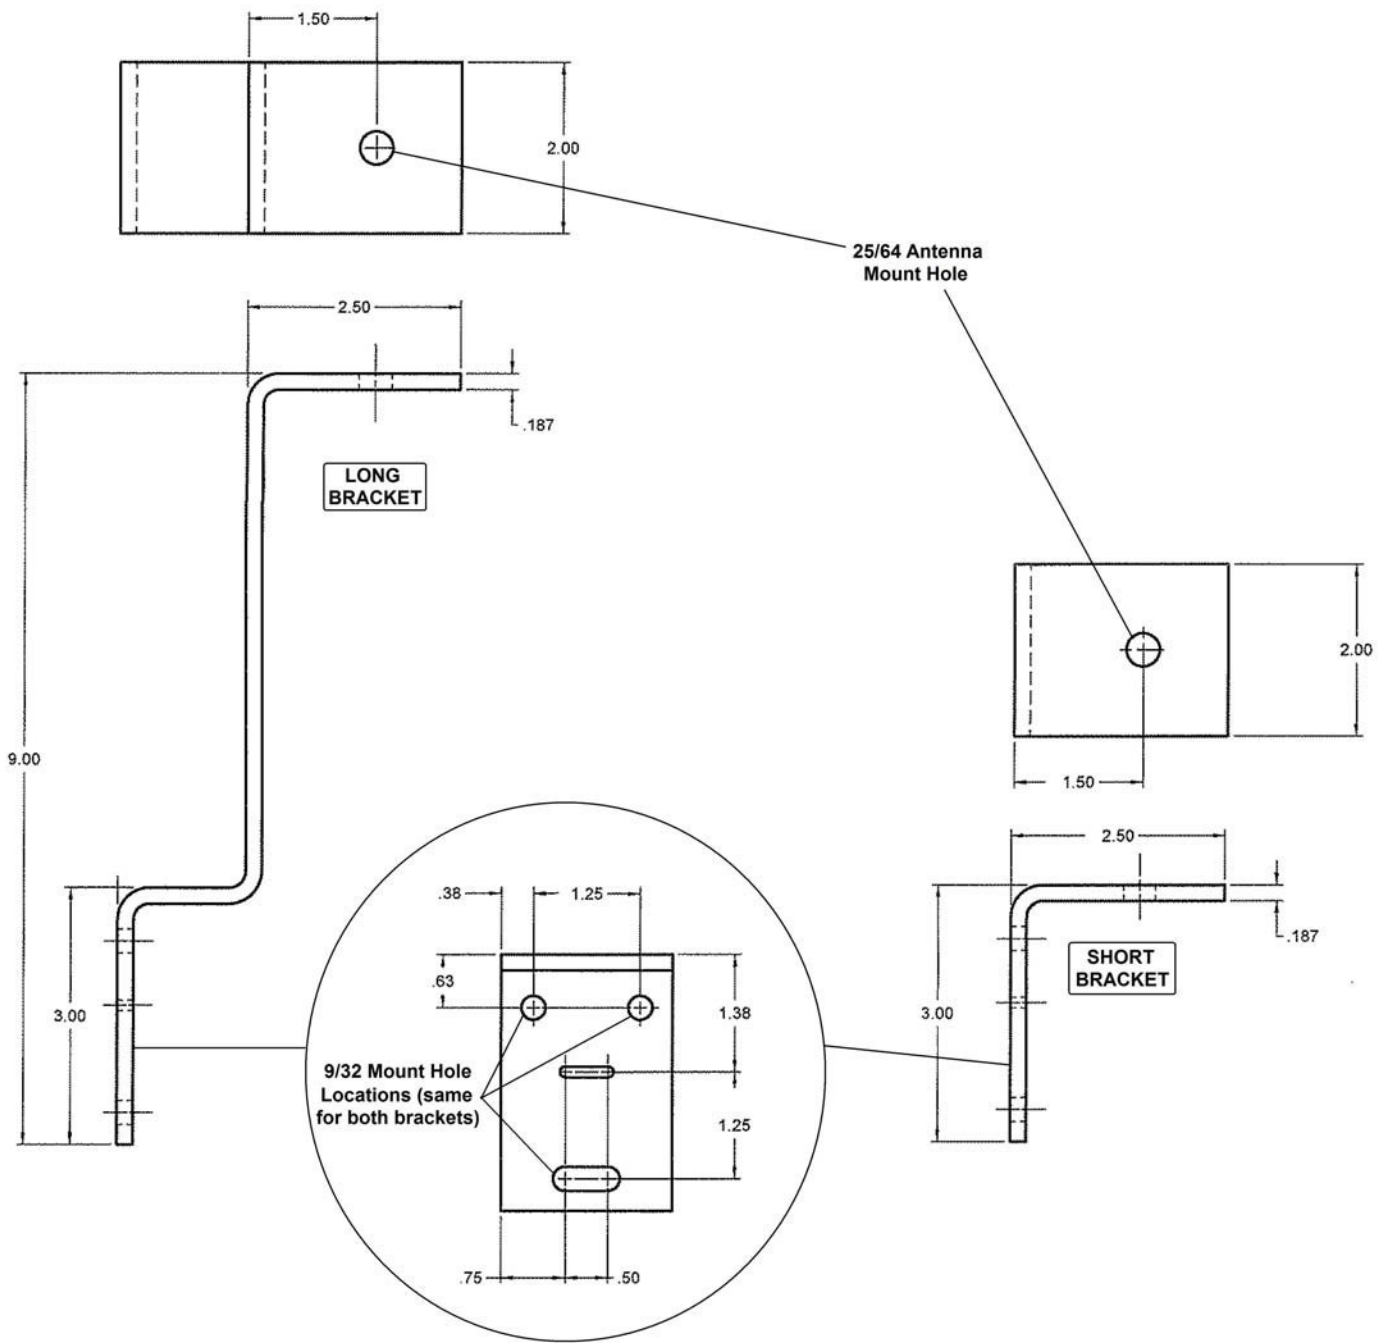 1.50
2.00
25/64 Antenna
Mount Hole
2.50
.187
LONG
BRACKET
9.00
3.00
2.00
1.50
2.50
.187
SHORT
BRACKET
3.00
.38
1.25
.63
1.38
9/32 Mount Hole
Locations (same
for both brackets)
1.25
.75
.50